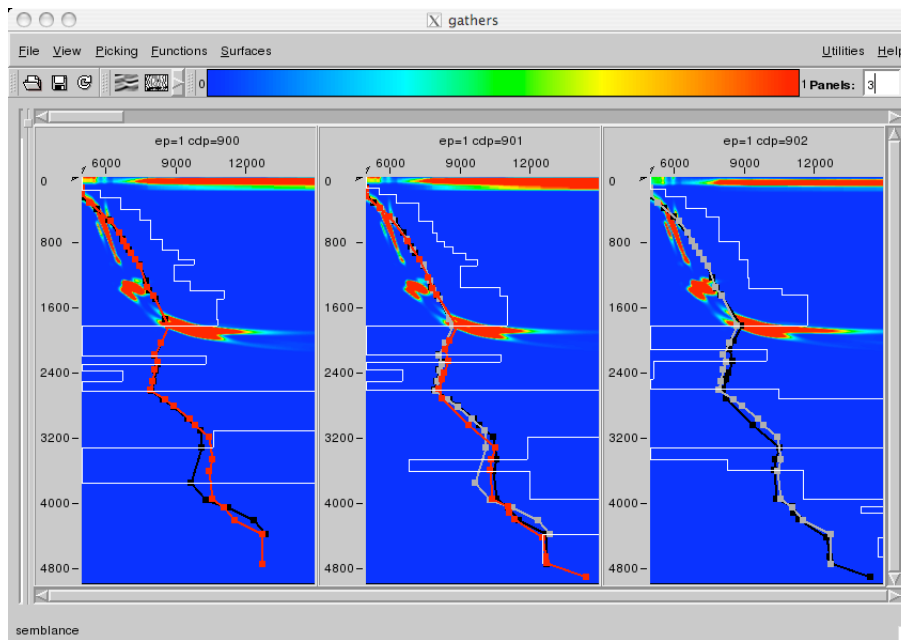 X gathers
File View Picking Functions Surfaces Utilities Help
0 1 Panels: 3
ep=1 cdp=900 ep=1 cdp=901 ep=1 cdp=902
6000 9000 12000 6000 9000 12000 6000 9000 12000
0 0 0
800 800 800
1600 1600 1600
2400 2400 2400
3200 3200 3200
4000 4000 4000
4800 4800 4800
semblance